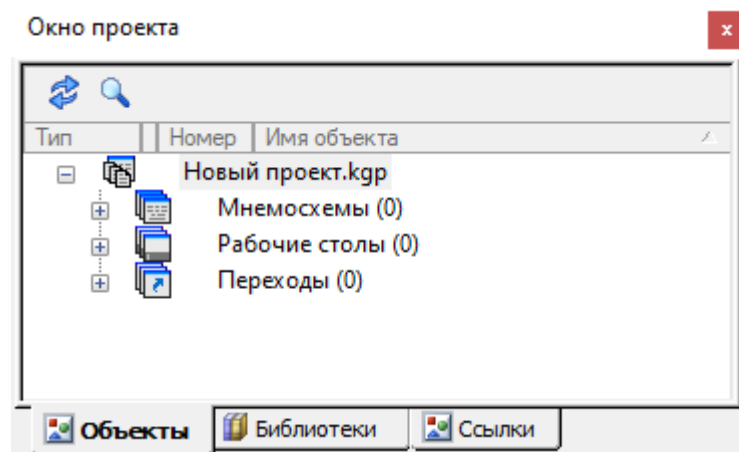 Окно проекта
Тип Номер Имя объекта
Новый проект.kgp
Мнемосхемы (0)
Рабочие столы (0)
Переходы (0)
Объекты Библиотеки Ссылки